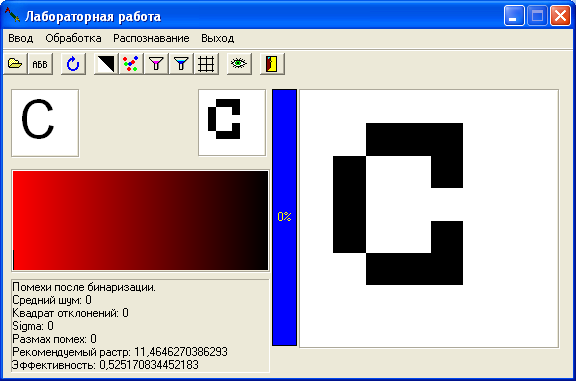 Лабораторная работа
Ввод Обработка Распознавание Выход
АБВ
C
C
0%
C
Помехи после бинаризации.
Средний шум: 0
Квадрат отклонений: 0
Sigma: 0
Размах помех: 0
Рекомендуемый растр: 11,4646270386293
Эффективность: 0,525170834452183